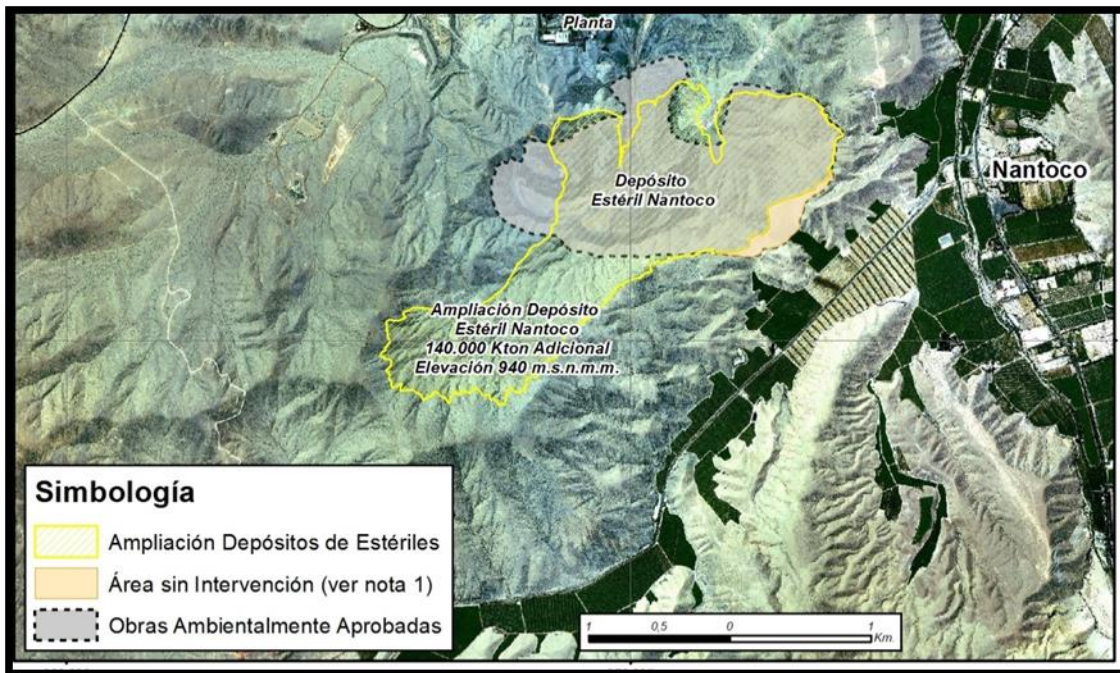 Planta
Depósito
Estéril Nantoco
Nantoco
Ampliación Depósito
Estéril Nantoco
140.000 Kton Adicional
Elevación 940 m.s.n.m.m.
Simbología
Ampliación Depósitos de Estériles
Área sin Intervención (ver nota 1)
Obras Ambientalmente Aprobadas
1 0,5 0 1
Km.